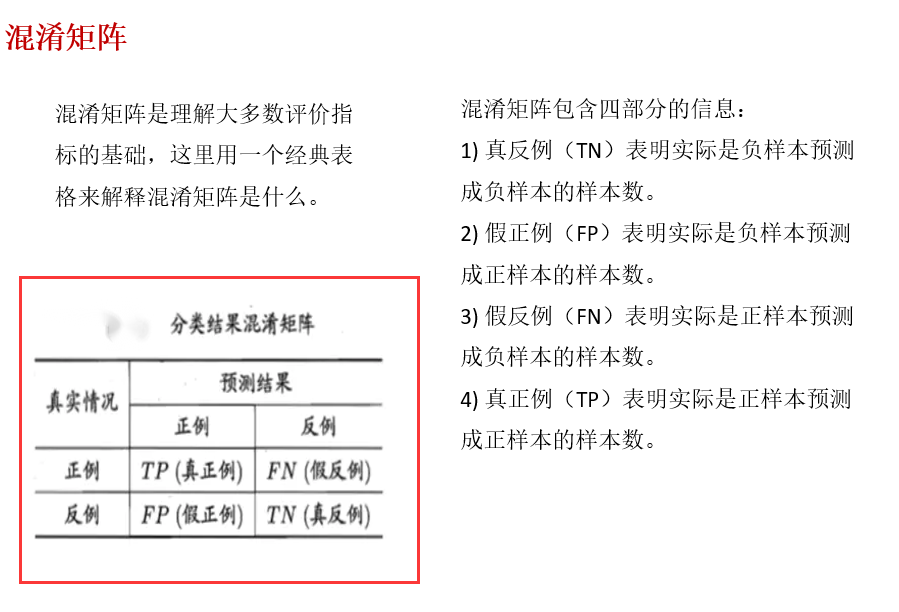 混淆矩阵
混淆矩阵是理解大多数评价指
标的基础，这里用一个经典表
格来解释混淆矩阵是什么。
分类结果混淆矩阵
真实情况
预测结果
正例 反例
正例 TP (真正例) FN (假反例)
反例 FP (假正例) TN (真反例)
混淆矩阵包含四部分的信息：
1) 真反例（TN）表明实际是负样本预测
成负样本的样本数。
2) 假正例（FP）表明实际是负样本预测
成正样本的样本数。
3) 假反例（FN）表明实际是正样本预测
成负样本的样本数。
4) 真正例（TP）表明实际是正样本预测
成正样本的样本数。